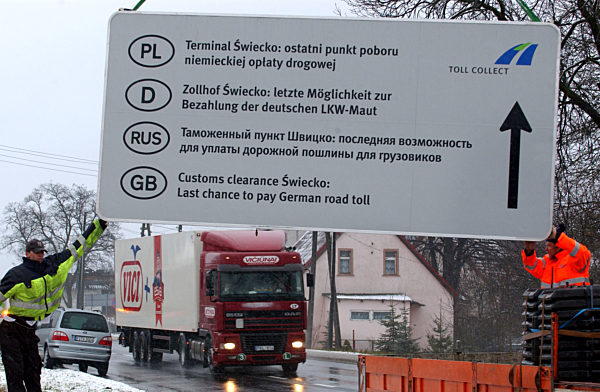 PL
Terminal Świecko: ostatni punkt poboru
niemieckiej opłaty drogowej
TOLL COLLECT
D
Zollhof Świecko: letzte Möglichkeit zur
Bezahlung der deutschen LKW-Maut
RUS
Таможенный пункт Швицко: последняя возможность
для уплаты дорожной пошлины для грузовиков
GB
Customs clearance Świecko:
Last chance to pay German road toll
VICI
VIČIŪNAI